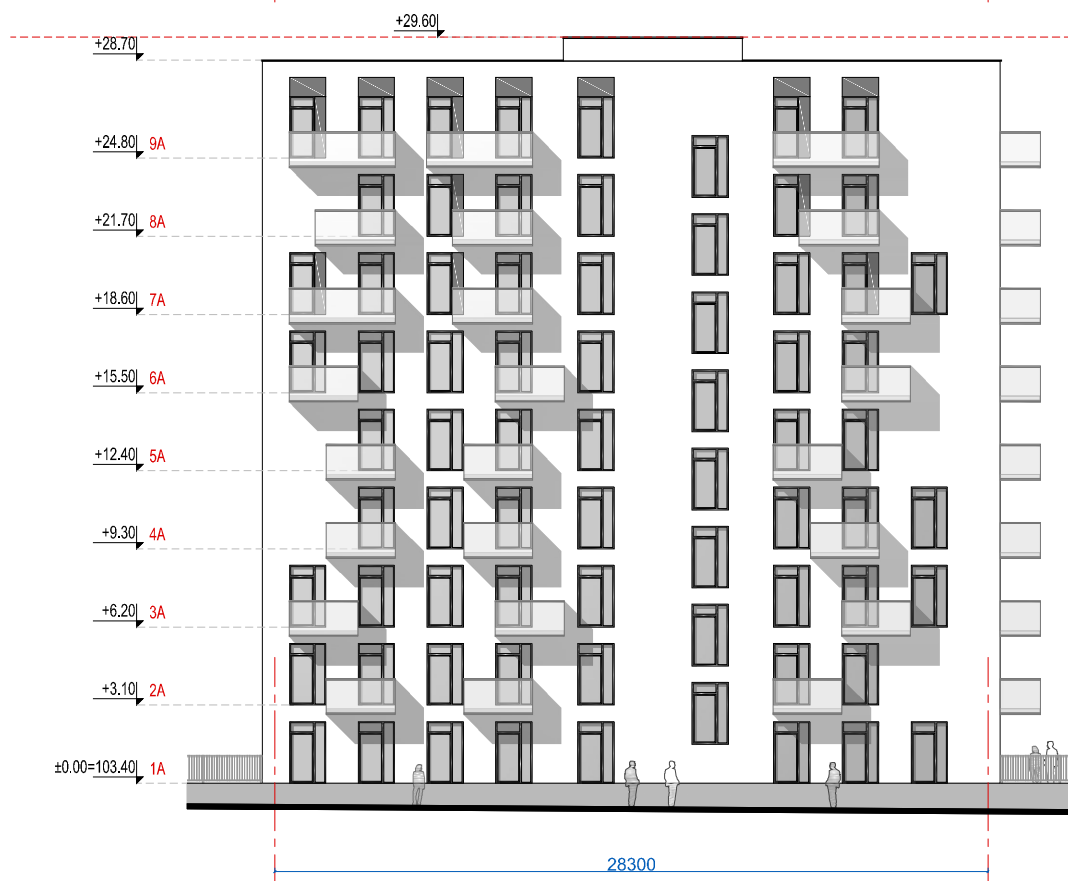 +29.60
+28.70
+24.80 9A
+21.70 8A
+18.60 7A
+15.50 6A
+12.40 5A
+9.30 4A
+6.20 3A
+3.10 2A
±0.00=103.40 1A
28300